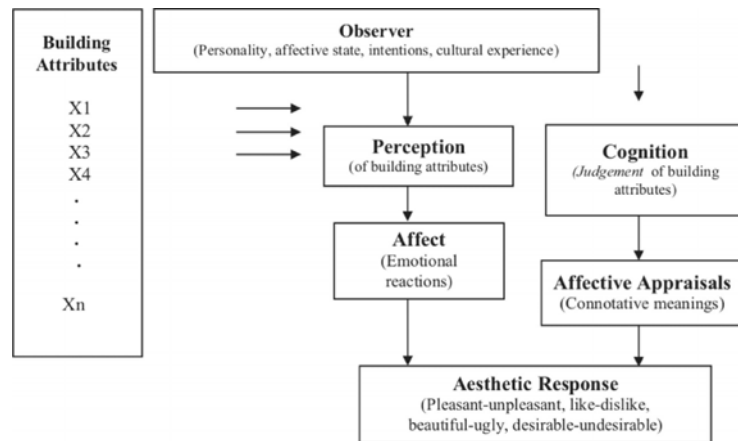 Building
Attributes
X1
X2
X3
X4
.
.
.
.
Xn
Observer
(Personality, affective state, intentions, cultural experience)
Perception
(of building attributes)
Affect
(Emotional
reactions)
Cognition
(Judgement of building
attributes)
Affective Appraisals
(Connotative meanings)
Aesthetic Response
(Pleasant-unpleasant, like-dislike,
beautiful-ugly, desirable-undesirable)